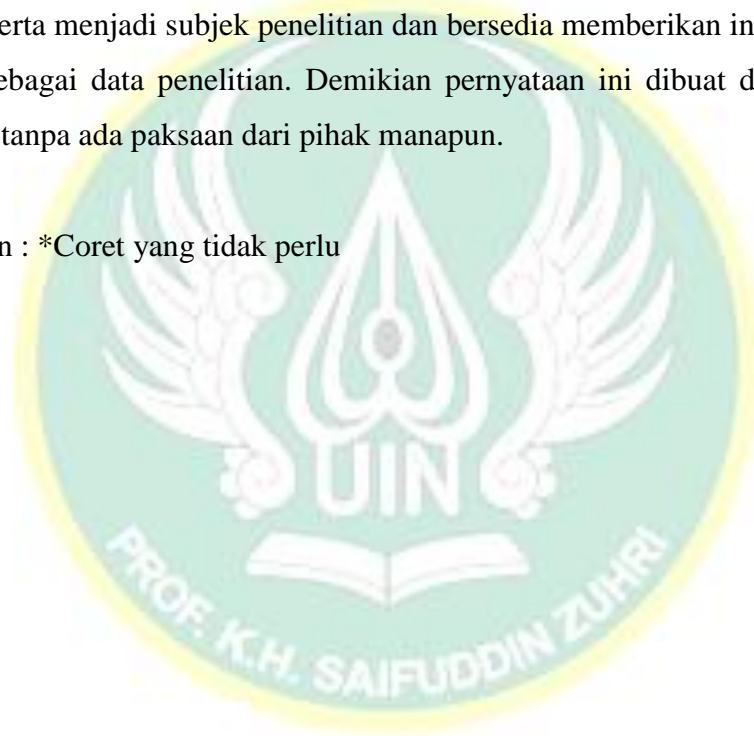 erta menjadi subjek penelitian dan bersedia memberikan in
ebagai data penelitian. Demikian pernyataan ini dibuat d
tanpa ada paksaan dari pihak manapun.
n : *Coret yang tidak perlu
UIN
PROF. K.H. SAIFUDDIN ZUHRI